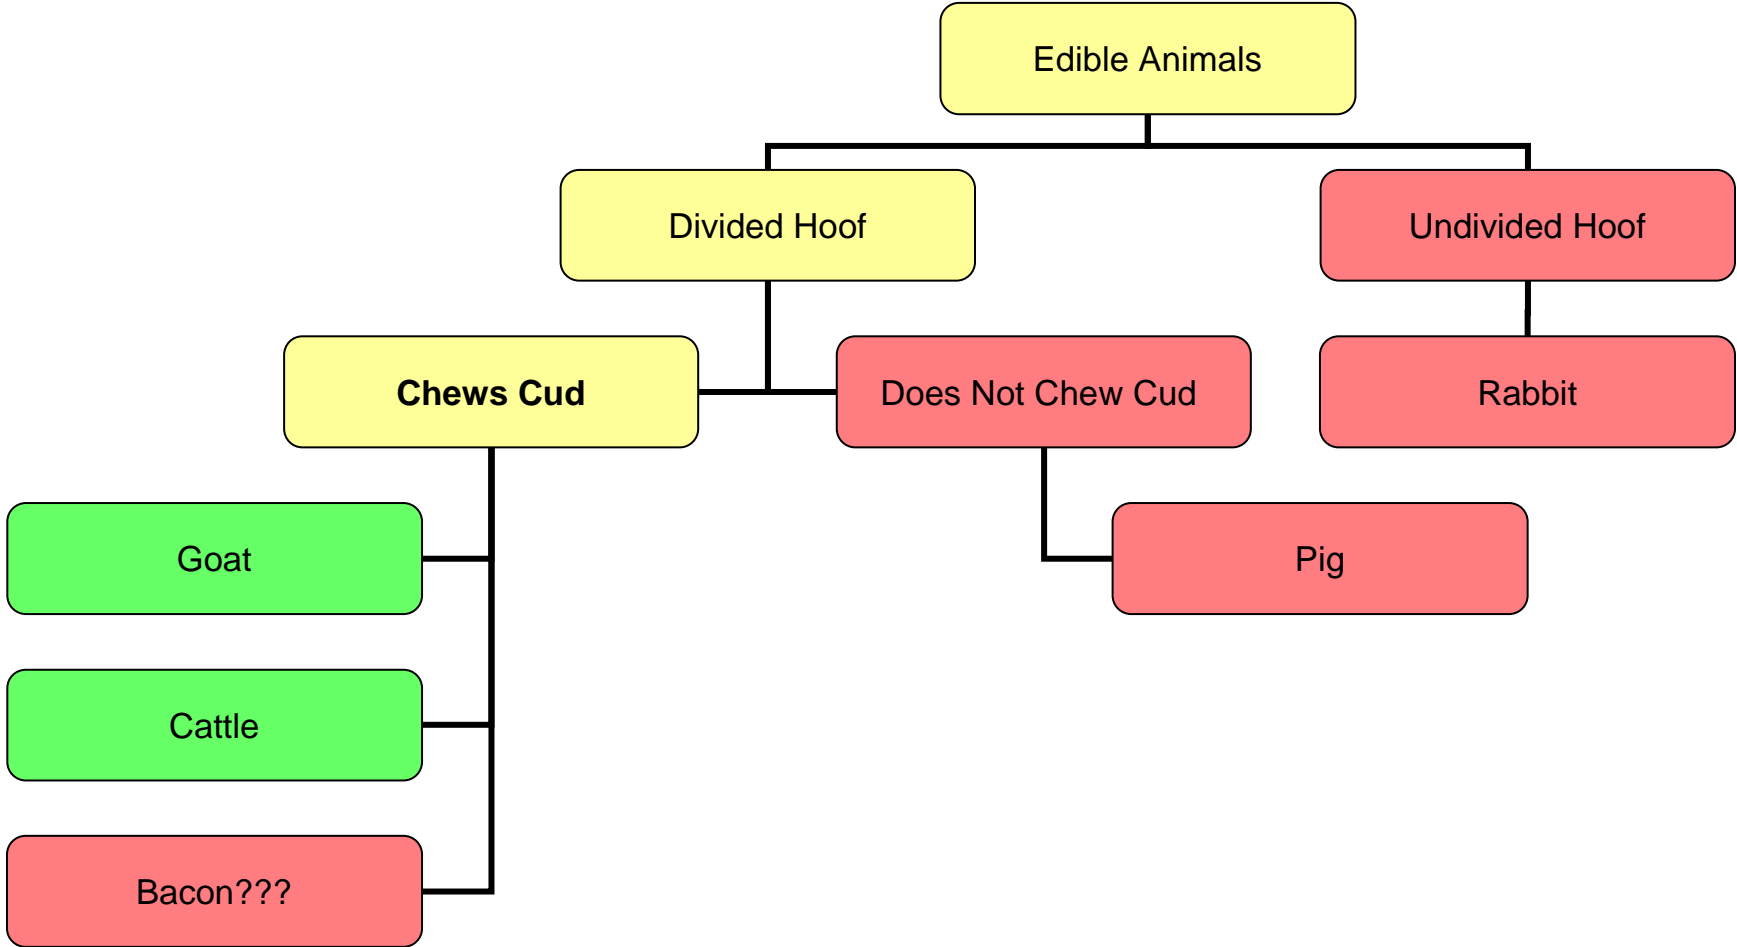 Edible Animals
Divided Hoof
Undivided Hoof
Chews Cud
Does Not Chew Cud
Rabbit
Goat
Pig
Cattle
Bacon???